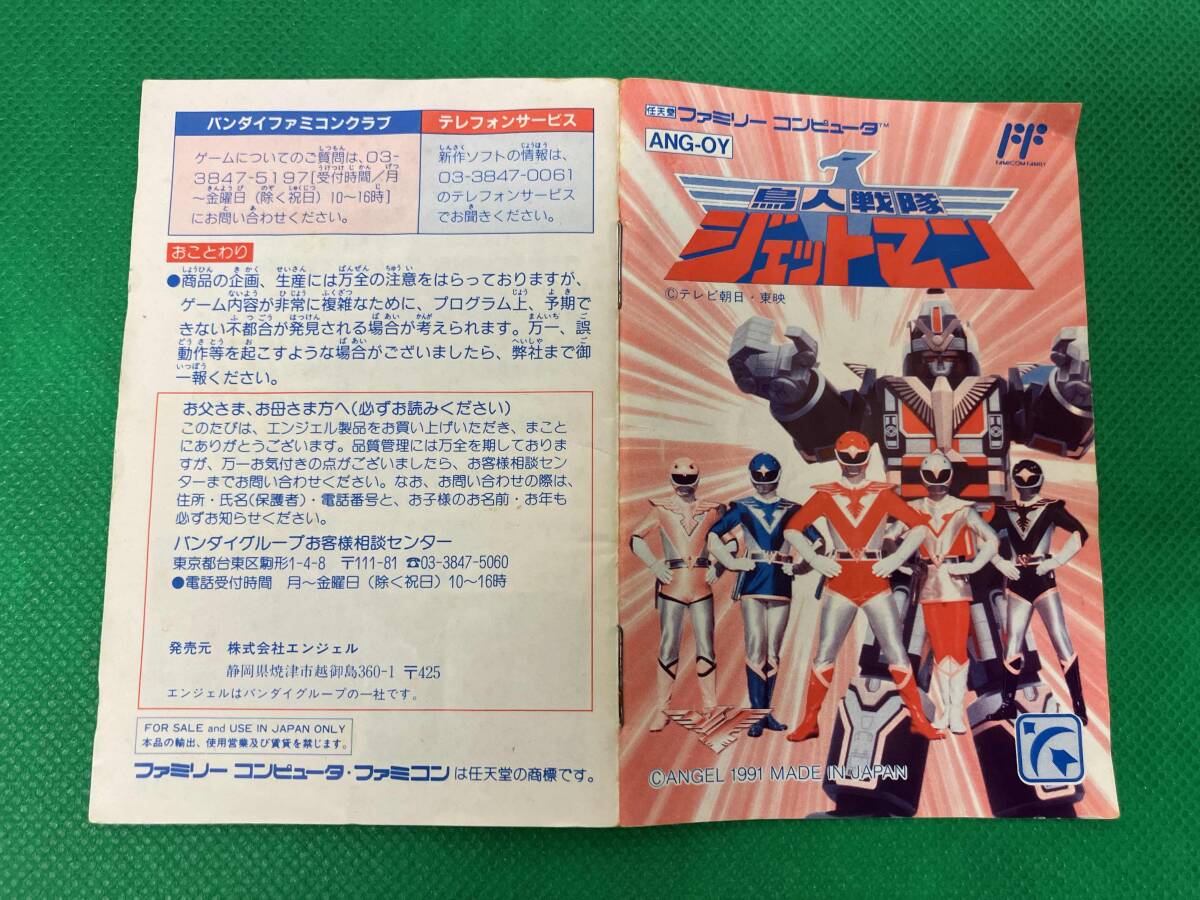 バンダイファミコンクラブ
ゲームについてのご質問は、03-
3847-5197[受付時間／月
～金曜日（除く祝日）10～16時]
にお問い合わせください。
テレフォンサービス
新作ソフトの情報は、
03-3847-0061
のテレフォンサービス
でお聞きください。
おことわり
●商品の企画、生産には万全の注意をはらっておりますが、
ゲーム内容が非常に複雑なために、プログラム上、予期で
きない不都合が発見される場合が考えられます。万一、誤
動作等を起こすような場合がございましたら、弊社まで御
一報ください。
お父さま、お母さま方へ(必ずお読みください)
このたびは、エンジェル製品をお買い上げいただき、まこと
にありがとうございます。品質管理には万全を期しておりま
すが、万一お気付きの点がございましたら、お客様相談セン
ターまでお問い合わせください。なお、お問い合わせの際は、
住所・氏名(保護者)・電話番号と、お子様のお名前・お年も
必ずお知らせください。
バンダイグループお客様相談センター
東京都台東区駒形1-4-8 〒111-81 ☎03-3847-5060
●電話受付時間 月～金曜日（除く祝日）10～16時
発売元 株式会社エンジェル
静岡県焼津市越御島360-1 〒425
エンジェルはバンダイグループの一社です。
FOR SALE and USE IN JAPAN ONLY
本品の輸出、使用営業及び賃貸を禁じます。
ファミリーコンピュータ・ファミコンは任天堂の商標です。
任天堂 ファミリーコンピュータ™
ANG-OY
FF
FAMICOM FAMILY
鳥人戦隊
ジェットマン
©テレビ朝日・東映
©ANGEL 1991 MADE IN JAPAN